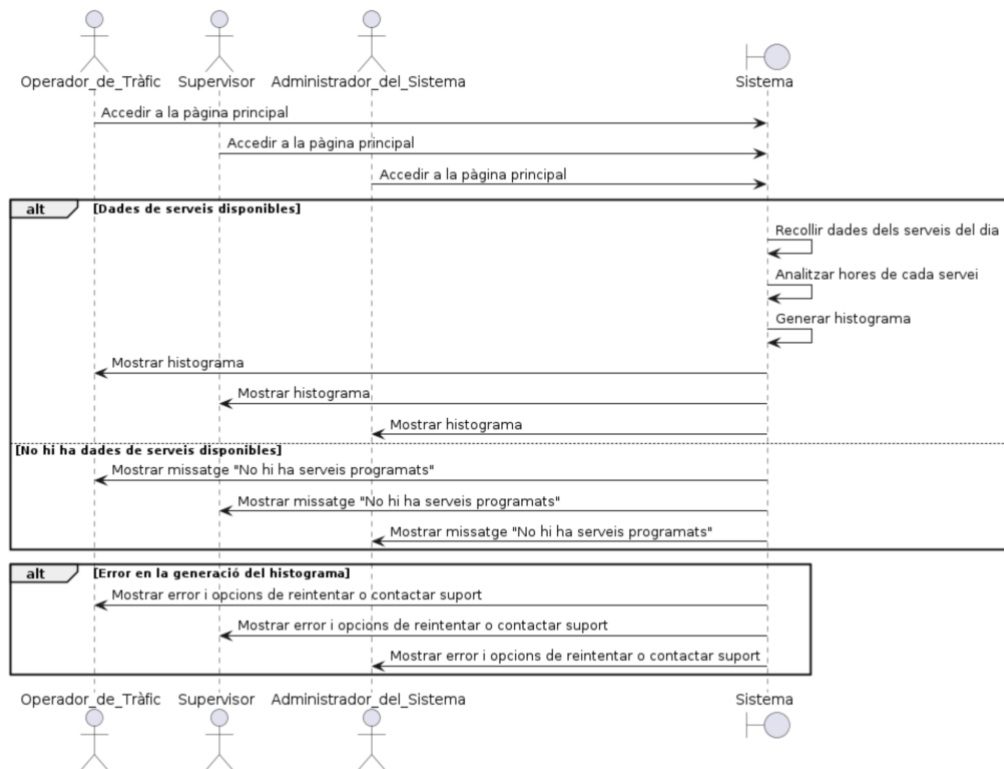 Operador_de_Tràfic Supervisor Administrador_del_Sistema Sistema
Accedir a la pàgina principal
Accedir a la pàgina principal
Accedir a la pàgina principal
alt [Dades de serveis disponibles]
Recollir dades dels serveis del dia
Analitzar hores de cada servei
Generar histograma
Mostrar histograma
Mostrar histograma
Mostrar histograma
[No hi ha dades de serveis disponibles]
Mostrar missatge "No hi ha serveis programats"
Mostrar missatge "No hi ha serveis programats"
Mostrar missatge "No hi ha serveis programats"
alt [Error en la generació del histograma]
Mostrar error i opcions de reintentar o contactar suport
Mostrar error i opcions de reintentar o contactar suport
Mostrar error i opcions de reintentar o contactar suport
Operador_de_Tràfic Supervisor Administrador_del_Sistema Sistema